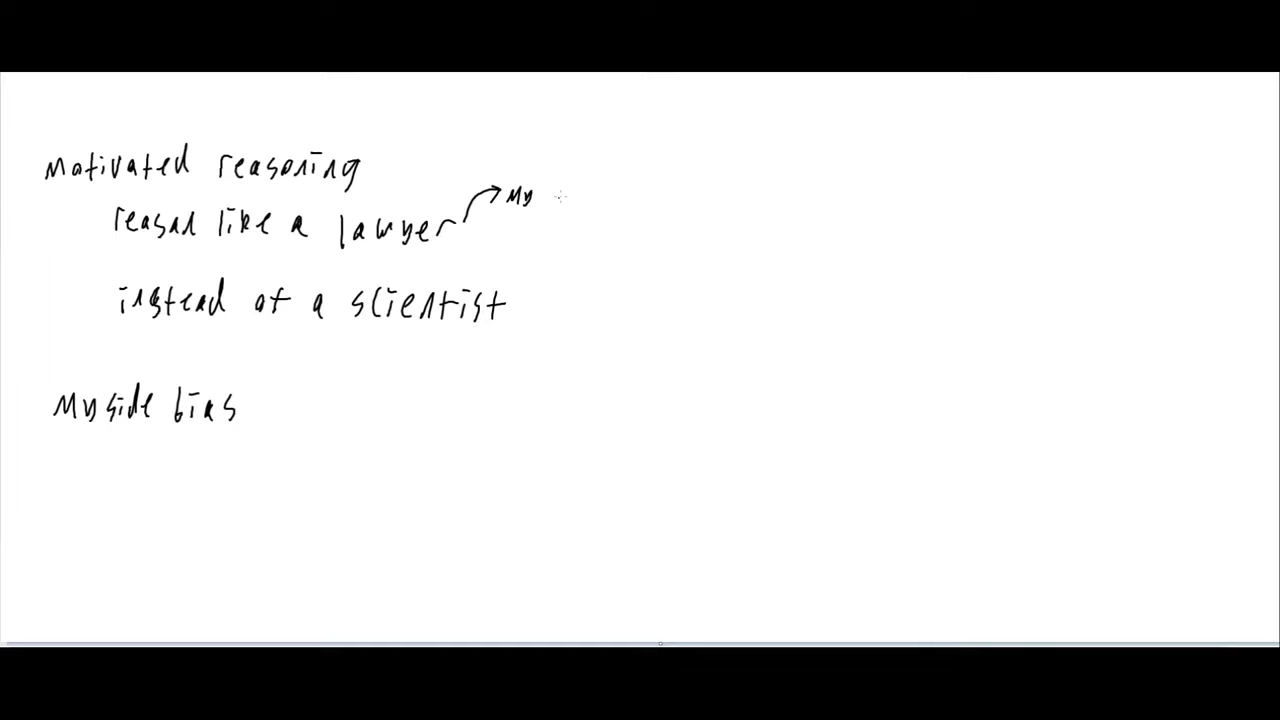 Motivated reasoning
My
reason like a lawyer
instead of a scientist
Myside bias